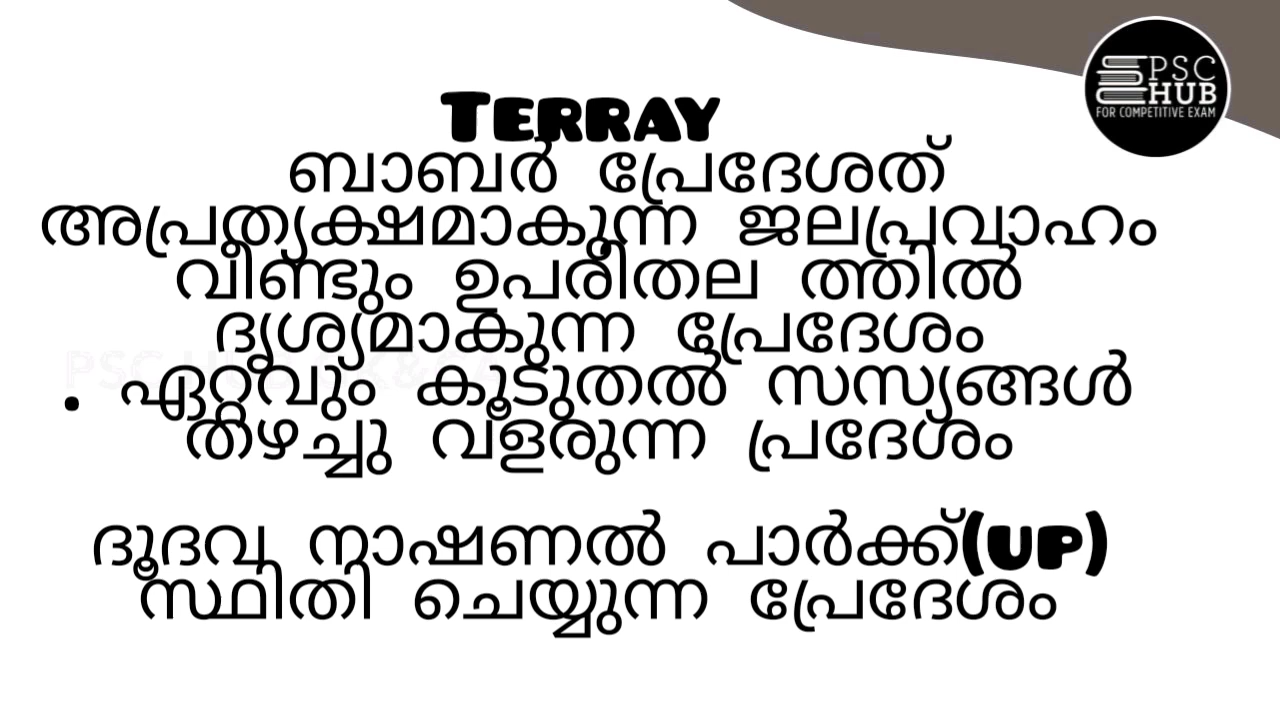 PSC
HUB
FOR COMPETITIVE EXAM
TERRAY
ബാബർ പ്രേദേശത്
അപ്രത്യക്ഷമാകുന്ന ജലപ്രവാഹം
വീണ്ടും ഉപരീതല ത്തിൽ
ദൃശ്യമാകുന്ന പ്രേദേശം
. ഏറ്റവും കൂടുതൽ സസ്യങ്ങൾ
തഴച്ചു വളരുന്ന പ്രദേശം
ദൂദവ നാഷണൽ പാർക്ക്(UP)
സ്ഥിതി ചെയ്യുന്ന പ്രേദേശം